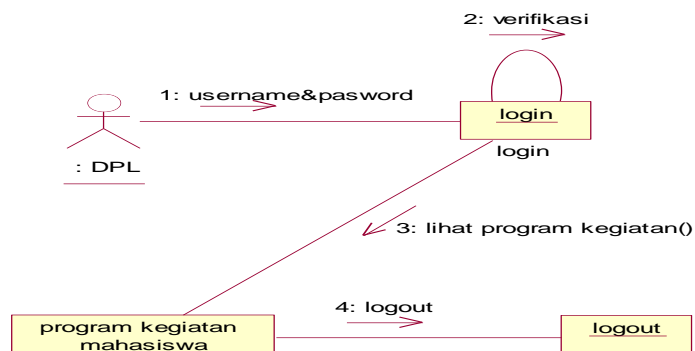 2: verifikasi
1: username&pasword
login
login
: DPL
3: lihat program kegiatan()
4: logout
program kegiatan
mahasiswa
logout